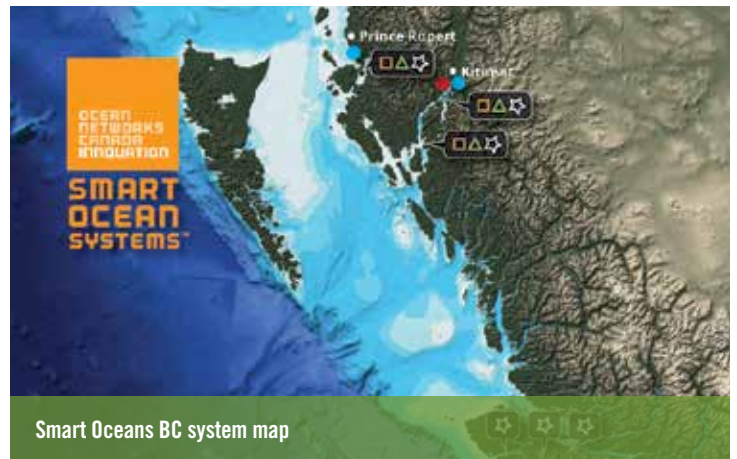 Prince Rupert
Kitimat
OCEAN
NETWORKS
CANADA
INNOVATION
SMART
OCEAN
SYSTEMS™
Smart Oceans BC system map